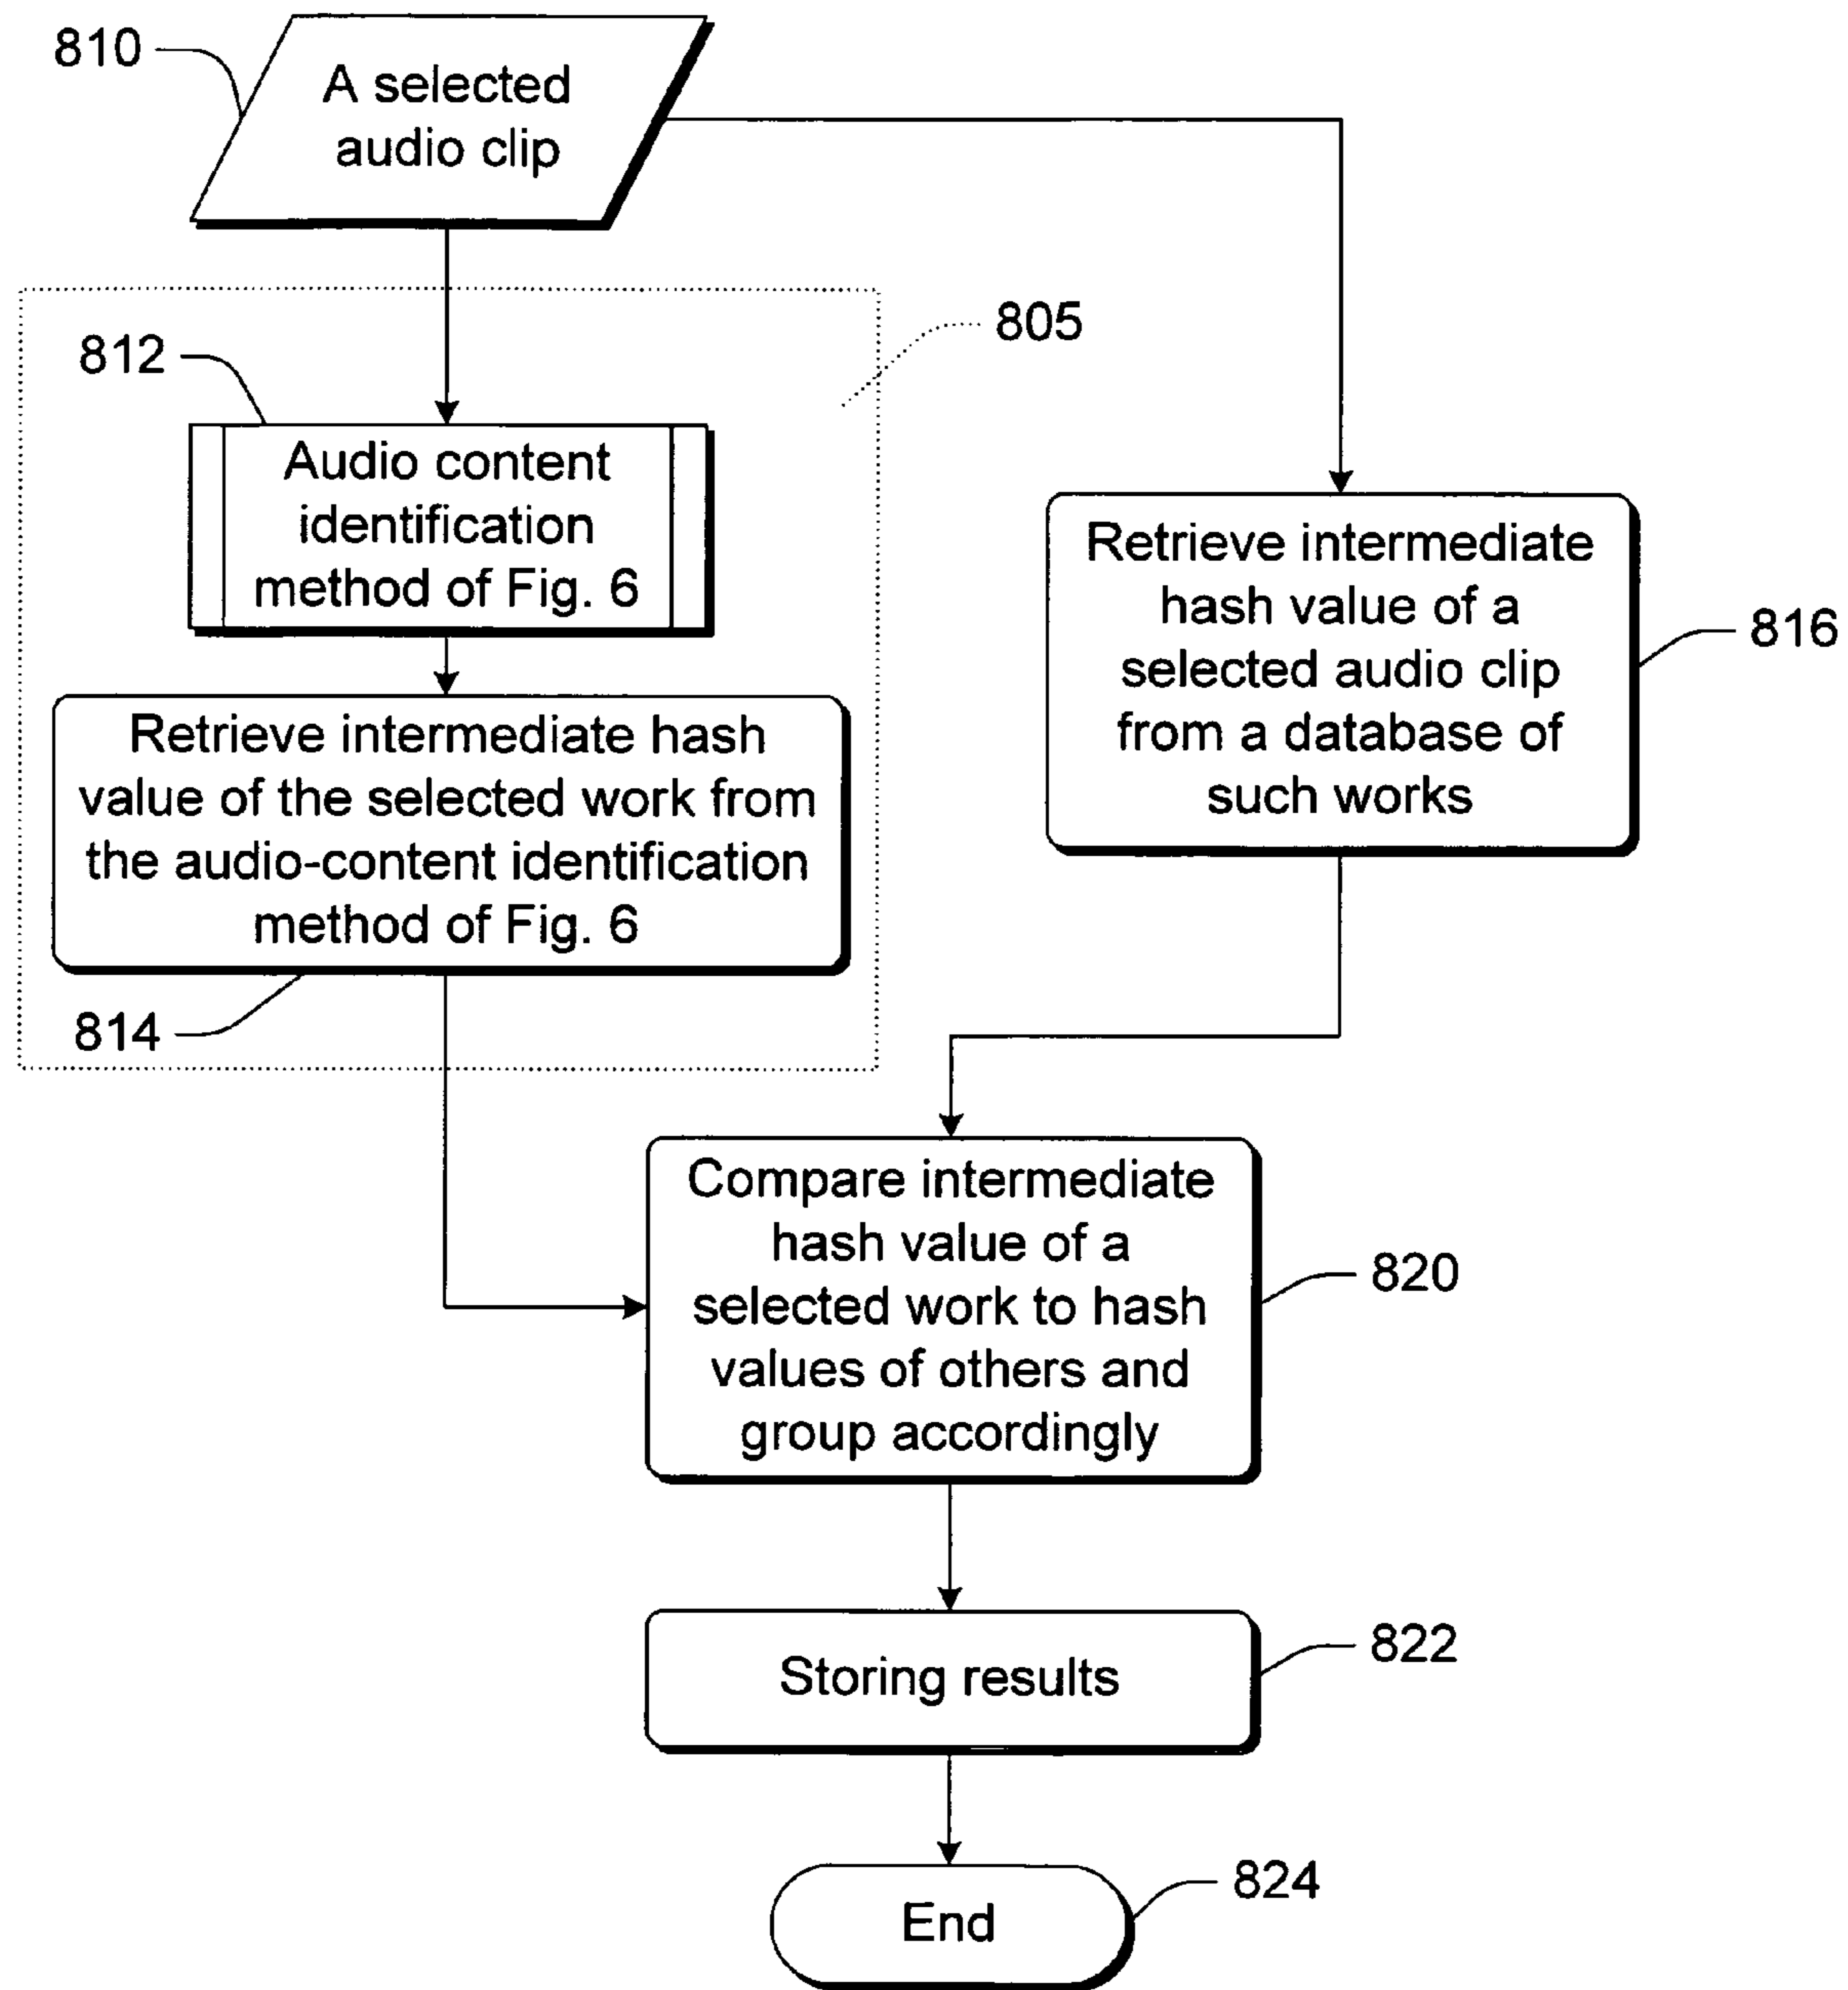 810
A selected
audio clip
805
812
Audio content
identification
method of Fig. 6
Retrieve intermediate hash
value of the selected work from
the audio-content identification
method of Fig. 6
814
Retrieve intermediate
hash value of a
selected audio clip
from a database of
such works
816
Compare intermediate
hash value of a
selected work to hash
values of others and
group accordingly
820
Storing results
822
End
824